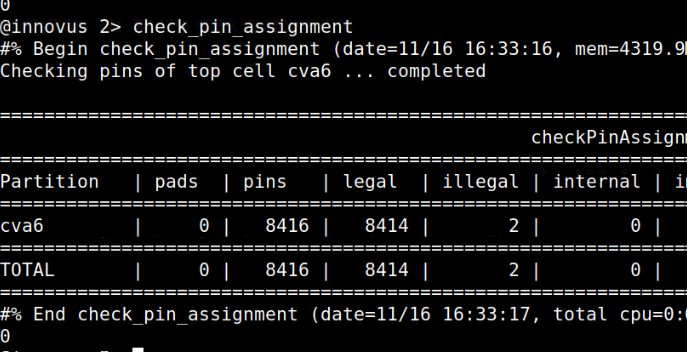 0
@innovus 2> check_pin_assignment
#% Begin check_pin_assignment (date=11/16 16:33:16, mem=4319.9
Checking pins of top cell cva6 ... completed
==============================================================
checkPinAssign
==============================================================
Partition | pads | pins | legal | illegal | internal | i
==============================================================
cva6 | 0 | 8416 | 8414 | 2 | 0 |
==============================================================
TOTAL | 0 | 8416 | 8414 | 2 | 0 |
==============================================================
#% End check_pin_assignment (date=11/16 16:33:17, total cpu=0:
0